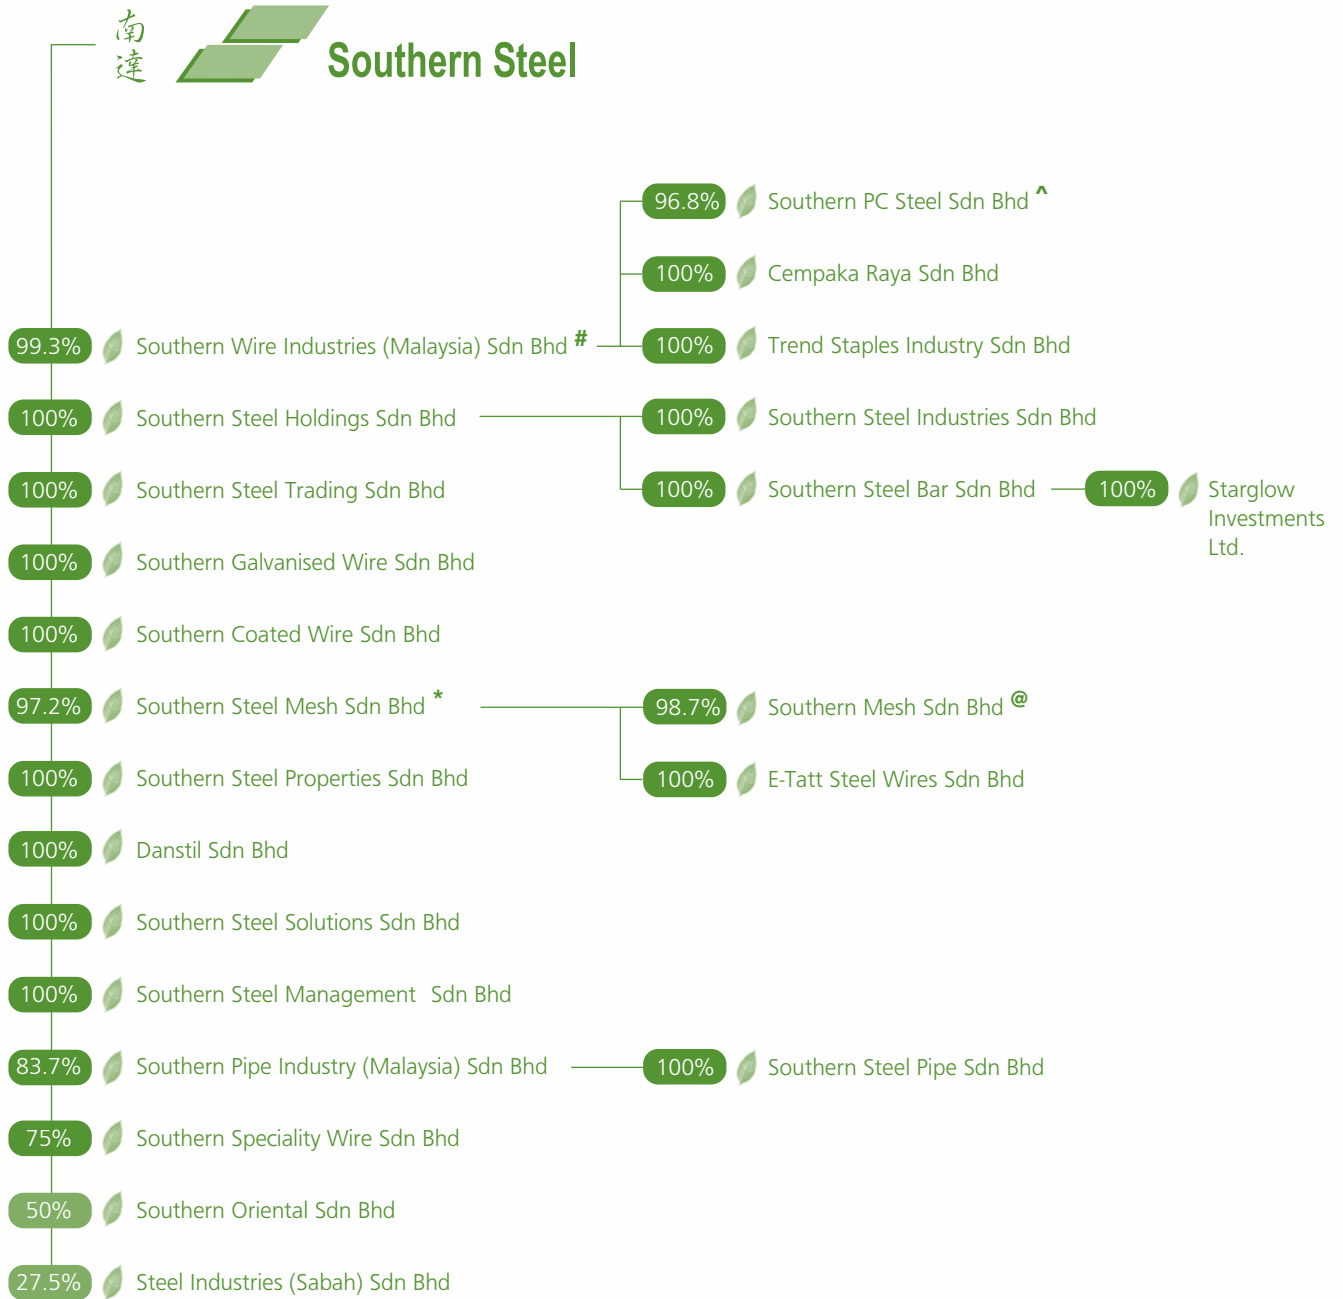 南達
Southern Steel
96.8% Southern PC Steel Sdn Bhd ^
100% Cempaka Raya Sdn Bhd
99.3% Southern Wire Industries (Malaysia) Sdn Bhd # 100% Trend Staples Industry Sdn Bhd
100% Southern Steel Holdings Sdn Bhd 100% Southern Steel Industries Sdn Bhd
100% Southern Steel Trading Sdn Bhd 100% Southern Steel Bar Sdn Bhd 100% Starglow
Investments
Ltd.
100% Southern Galvanised Wire Sdn Bhd
100% Southern Coated Wire Sdn Bhd
97.2% Southern Steel Mesh Sdn Bhd * 98.7% Southern Mesh Sdn Bhd @
100% Southern Steel Properties Sdn Bhd 100% E-Tatt Steel Wires Sdn Bhd
100% Danstil Sdn Bhd
100% Southern Steel Solutions Sdn Bhd
100% Southern Steel Management Sdn Bhd
83.7% Southern Pipe Industry (Malaysia) Sdn Bhd 100% Southern Steel Pipe Sdn Bhd
75% Southern Speciality Wire Sdn Bhd
50% Southern Oriental Sdn Bhd
27.5% Steel Industries (Sabah) Sdn Bhd